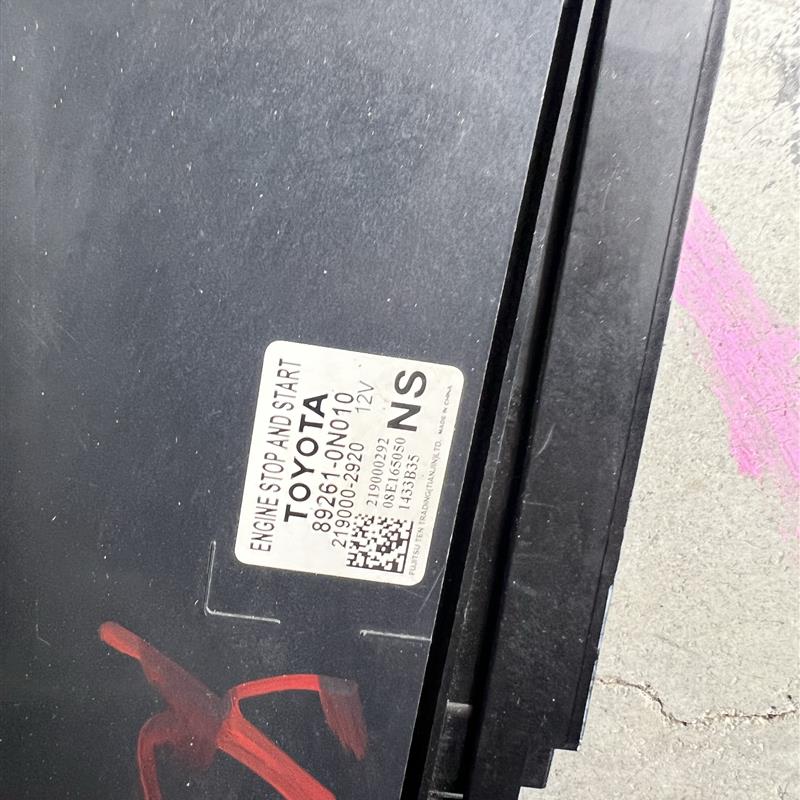 ENGINE STOP AND START
TOYOTA
89261-0N010
219000-2920 12V
219000292
08E165050
1433B35
NS
FUJITSU TEN TRADING(TIANJIN)LTD. MADE IN CHINA